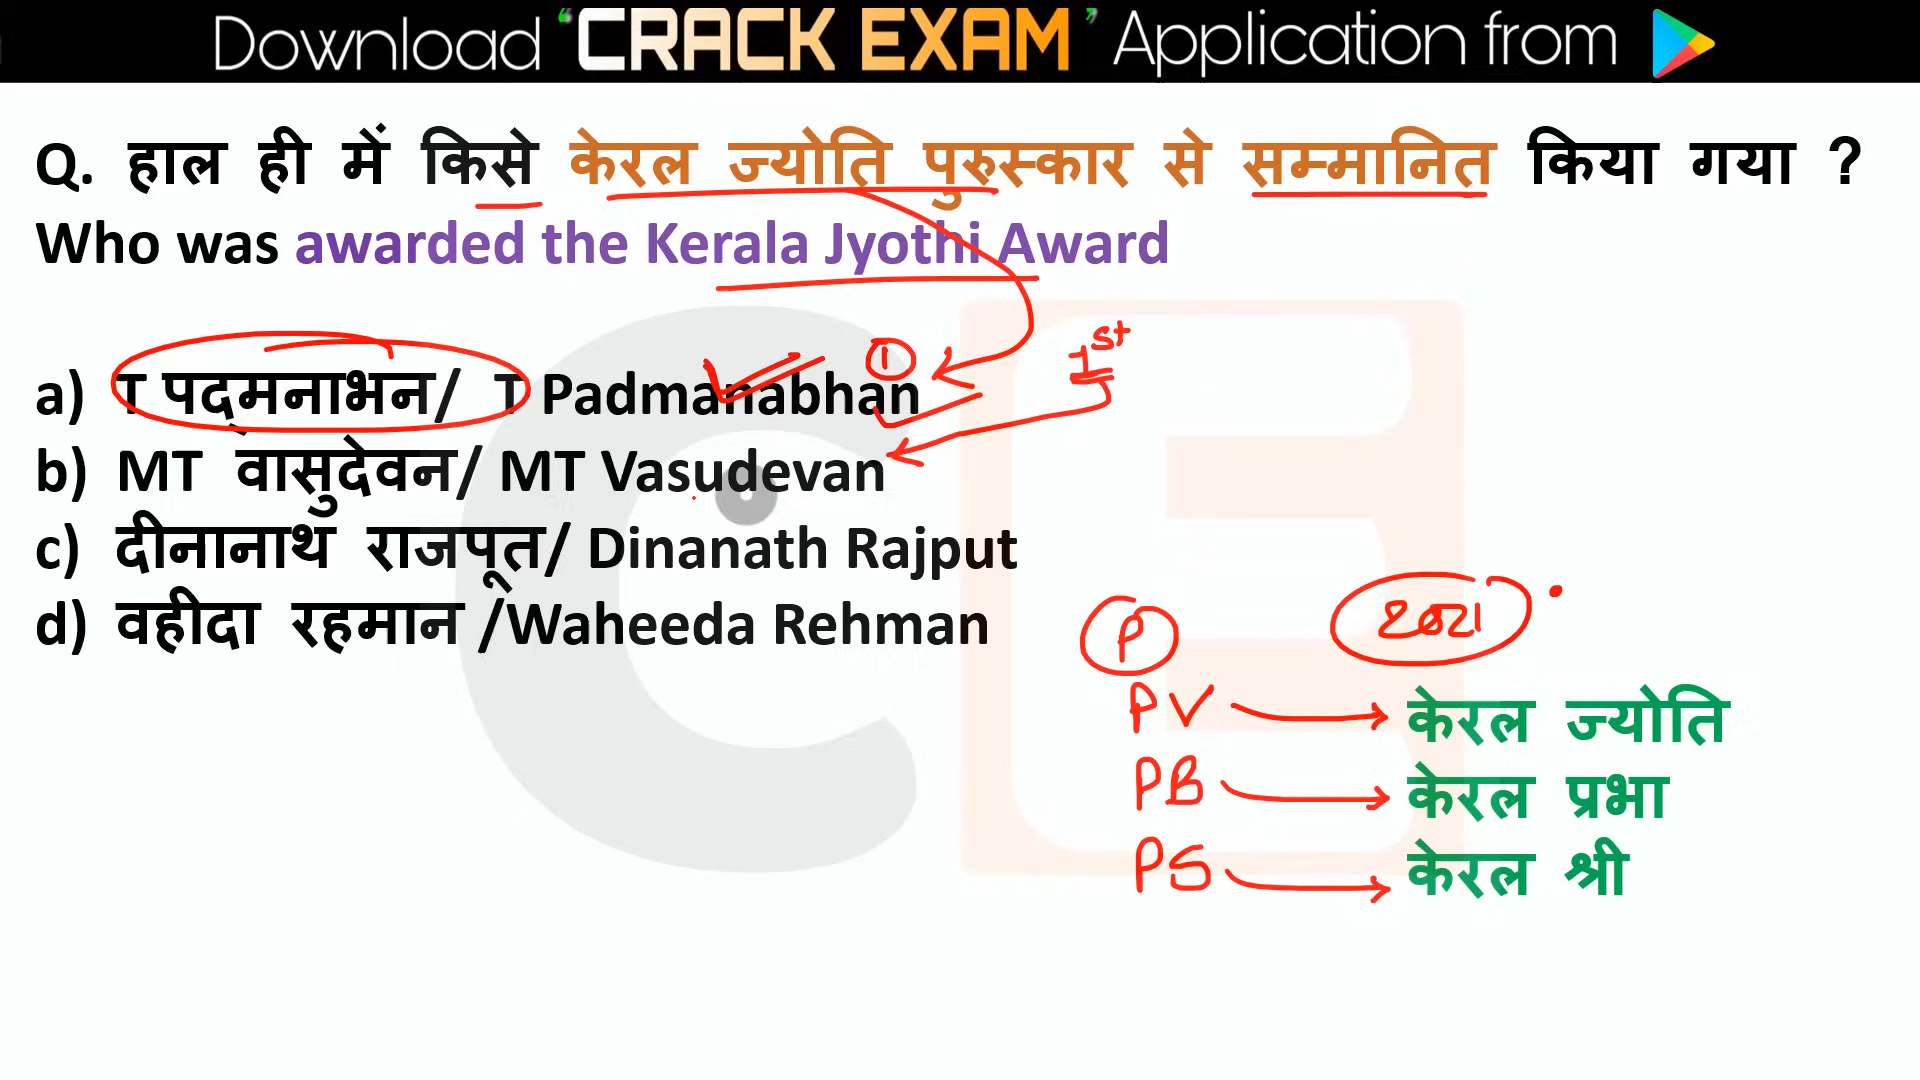 Download "CRACK EXAM" Application from
Q. हाल ही में किसे केरल ज्योति पुरुस्कार से सम्मानित किया गया ?
Who was awarded the Kerala Jyothi Award
a) T पद्मनाभन/ T Padmanabhan
1
1st
b) MT वासुदेवन/ MT Vasudevan
c) दीनानाथ राजपूत/ Dinanath Rajput
d) वहीदा रहमान /Waheeda Rehman
P 2021
PV केरल ज्योति
PB केरल प्रभा
PS केरल श्री